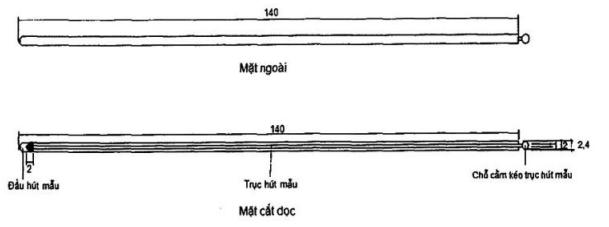 140
Mặt ngoài
140
2
2
2,4
Đầu hút mẫu
Trục hút mẫu
Chỗ cầm kéo trục hút mẫu
Mặt cắt dọc